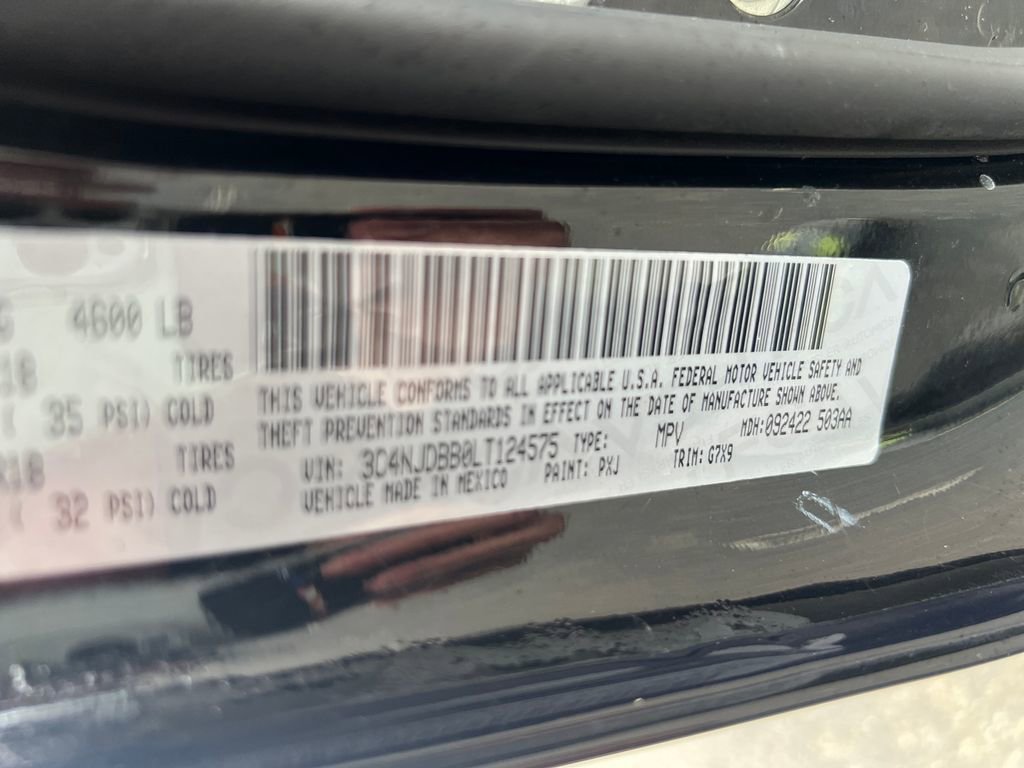 4600 LB
TIRES
35 PSI) COLD
TIRES
32 PSI) COLD
THIS VEHICLE CONFORMS TO ALL APPLICABLE U.S.A. FEDERAL MOTOR VEHICLE SAFETY AND
THEFT PREVENTION STANDARDS IN EFFECT ON THE DATE OF MANUFACTURE SHOWN ABOVE.
VIN: 3C4NJDBB0LT124575 TYPE: MPV MDH:092422 503AA
VEHICLE MADE IN MEXICO PAINT: PXJ TRIM: G7X9